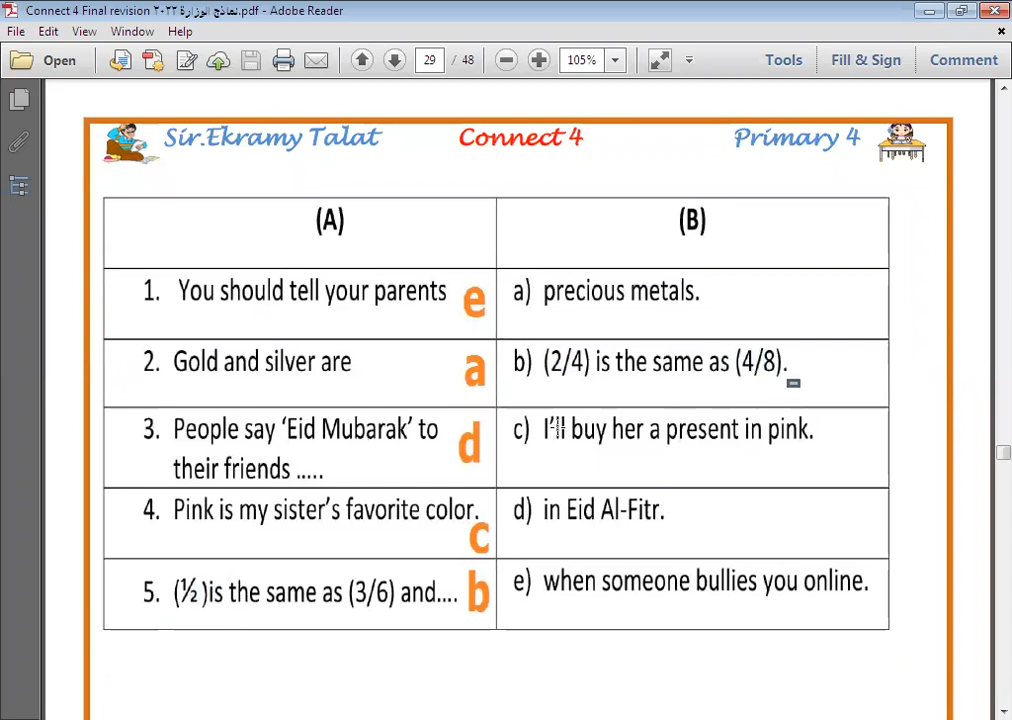 Connect 4 Final revision نماذج الوزارة ٢٠٢٢.pdf - Adobe Reader
File Edit View Window Help
Open 29 / 48 105% Tools Fill & Sign Comment
Sir.Ekramy Talat Connect 4 Primary 4
(A) (B)
1. You should tell your parents e a) precious metals.
2. Gold and silver are a b) (2/4) is the same as (4/8).
3. People say ‘Eid Mubarak’ to d c) I’ll buy her a present in pink.
their friends .....
4. Pink is my sister’s favorite color. c d) in Eid Al-Fitr.
5. (½ )is the same as (3/6) and.... b e) when someone bullies you online.